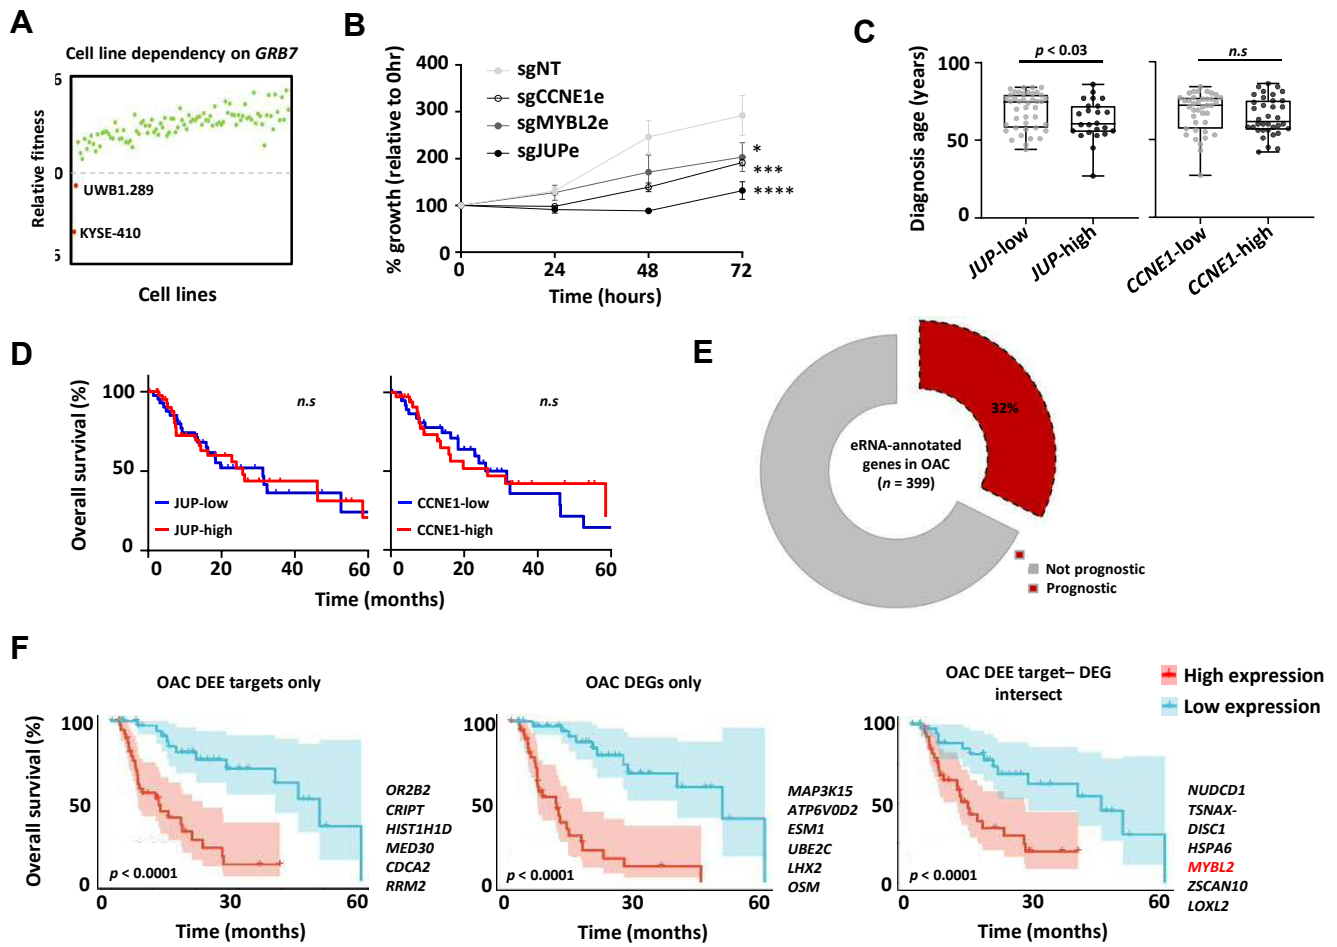 A
Cell line dependency on GRB7
Relative fitness
6
0
5
UWB1.289
KYSE-410
Cell lines
B
% growth (relative to 0hr)
400
300
200
100
0
sgNT
sgCCNE1e
sgMYBL2e
sgJUPe
*
***
****
0 24 48 72
Time (hours)
C
Diagnosis age (years)
100
50
0
p < 0.03
n.s
JUP-low
JUP-high
CCNE1-low
CCNE1-high
D
Overall survival (%)
100
50
0
n.s
JUP-low
JUP-high
0 20 40 60
n.s
CCNE1-low
CCNE1-high
0 20 40 60
Time (months)
E
32%
eRNA-annotated
genes in OAC
(n = 399)
Not prognostic
Prognostic
F
High expression
Low expression
OAC DEE targets only
Overall survival (%)
100
50
0
p < 0.0001
30 60
Time (months)
OR2B2
CRIPT
HIST1H1D
MED30
CDCA2
RRM2
OAC DEGs only
100
50
0
p < 0.0001
30 60
Time (months)
MAP3K15
ATP6V0D2
ESM1
UBE2C
LHX2
OSM
OAC DEE target– DEG
intersect
100
50
0
p < 0.0001
30 60
Time (months)
NUDCD1
TSNAX-
DISC1
HSPA6
MYBL2
ZSCAN10
LOXL2